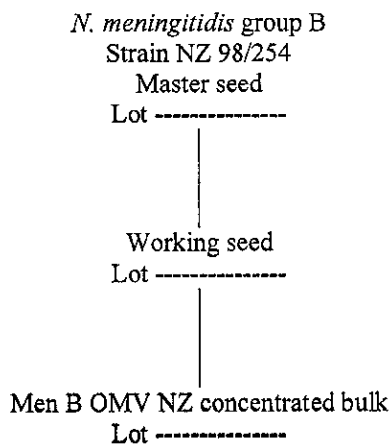 N. meningitidis group B
Strain NZ 98/254
Master seed
Lot ---------------
Working seed
Lot ---------------
Men B OMV NZ concentrated bulk
Lot ---------------